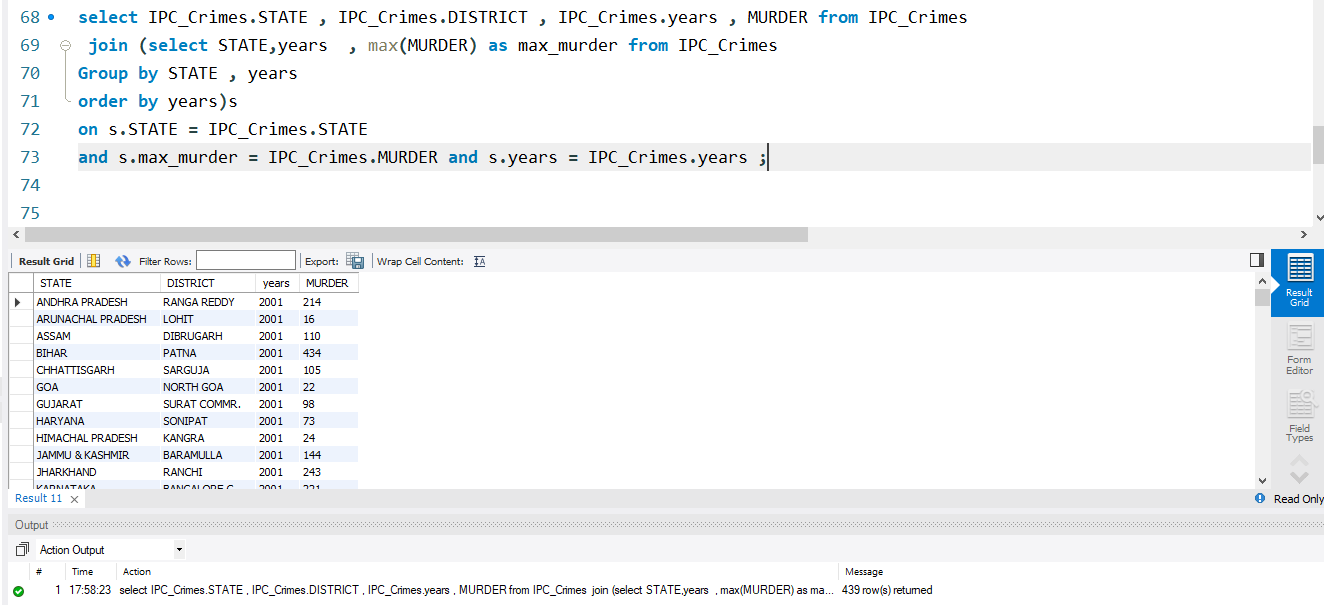 68 select IPC_Crimes.STATE , IPC_Crimes.DISTRICT , IPC_Crimes.years , MURDER from IPC_Crimes
69 join (select STATE,years , max(MURDER) as max_murder from IPC_Crimes
70 Group by STATE , years
71 order by years)s
72 on s.STATE = IPC_Crimes.STATE
73 and s.max_murder = IPC_Crimes.MURDER and s.years = IPC_Crimes.years ;
74
75
Result Grid Filter Rows: Export: Wrap Cell Content: IA
STATE DISTRICT years MURDER
ANDHRA PRADESH RANGA REDDY 2001 214
ARUNACHAL PRADESH LOHIT 2001 16
ASSAM DIBRUGARH 2001 110
BIHAR PATNA 2001 434
CHHATTISGARH SARGUJA 2001 105
GOA NORTH GOA 2001 22
GUJARAT SURAT COMMR. 2001 98
HARYANA SONIPAT 2001 73
HIMACHAL PRADESH KANGRA 2001 24
JAMMU & KASHMIR BARAMULLA 2001 144
JHARKHAND RANCHI 2001 243
KARNATAKA 2001
Result
Grid
Form
Editor
Field
Types
Result 11 Read Only
Output
Action Output
# Time Action Message
1 17:58:23 select IPC_Crimes.STATE , IPC_Crimes.DISTRICT , IPC_Crimes.years , MURDER from IPC_Crimes join (select STATE,years , max(MURDER) as ma... 439 row(s) returned